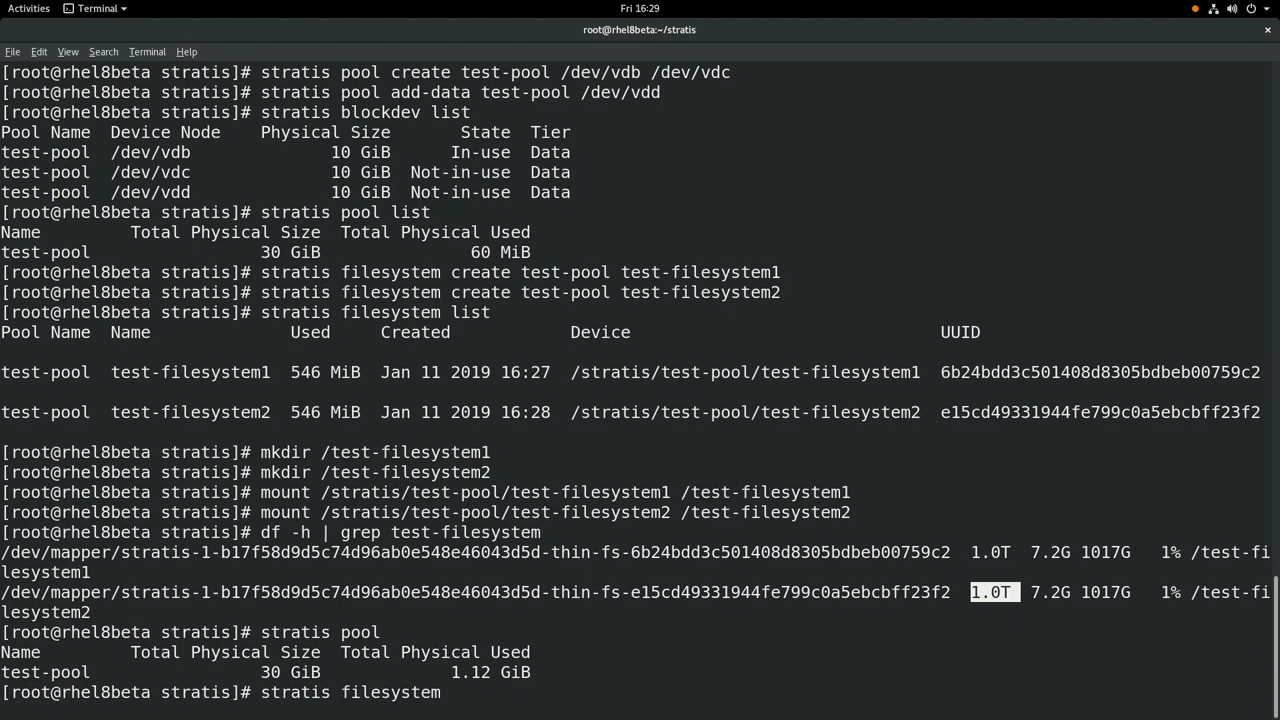 Activities Terminal Fri 16:29
root@rhel8beta:~/stratis ×
File Edit View Search Terminal Help
[root@rhel8beta stratis]# stratis pool create test-pool /dev/vdb /dev/vdc
[root@rhel8beta stratis]# stratis pool add-data test-pool /dev/vdd
[root@rhel8beta stratis]# stratis blockdev list
Pool Name  Device Node    Physical Size       State  Tier
test-pool  /dev/vdb              10 GiB      In-use  Data
test-pool  /dev/vdc              10 GiB  Not-in-use  Data
test-pool  /dev/vdd              10 GiB  Not-in-use  Data
[root@rhel8beta stratis]# stratis pool list
Name         Total Physical Size  Total Physical Used
test-pool                 30 GiB               60 MiB
[root@rhel8beta stratis]# stratis filesystem create test-pool test-filesystem1
[root@rhel8beta stratis]# stratis filesystem create test-pool test-filesystem2
[root@rhel8beta stratis]# stratis filesystem list
Pool Name  Name              Used     Created            Device                             UUID
test-pool  test-filesystem1  546 MiB  Jan 11 2019 16:27  /stratis/test-pool/test-filesystem1  6b24bdd3c501408d8305bdbeb00759c2
test-pool  test-filesystem2  546 MiB  Jan 11 2019 16:28  /stratis/test-pool/test-filesystem2  e15cd49331944fe799c0a5ebcbff23f2
[root@rhel8beta stratis]# mkdir /test-filesystem1
[root@rhel8beta stratis]# mkdir /test-filesystem2
[root@rhel8beta stratis]# mount /stratis/test-pool/test-filesystem1 /test-filesystem1
[root@rhel8beta stratis]# mount /stratis/test-pool/test-filesystem2 /test-filesystem2
[root@rhel8beta stratis]# df -h | grep test-filesystem
/dev/mapper/stratis-1-b17f58d9d5c74d96ab0e548e46043d5d-thin-fs-6b24bdd3c501408d8305bdbeb00759c2  1.0T  7.2G 1017G   1% /test-fi
lesystem1
/dev/mapper/stratis-1-b17f58d9d5c74d96ab0e548e46043d5d-thin-fs-e15cd49331944fe799c0a5ebcbff23f2  1.0T  7.2G 1017G   1% /test-fi
lesystem2
[root@rhel8beta stratis]# stratis pool
Name         Total Physical Size  Total Physical Used
test-pool                 30 GiB             1.12 GiB
[root@rhel8beta stratis]# stratis filesystem